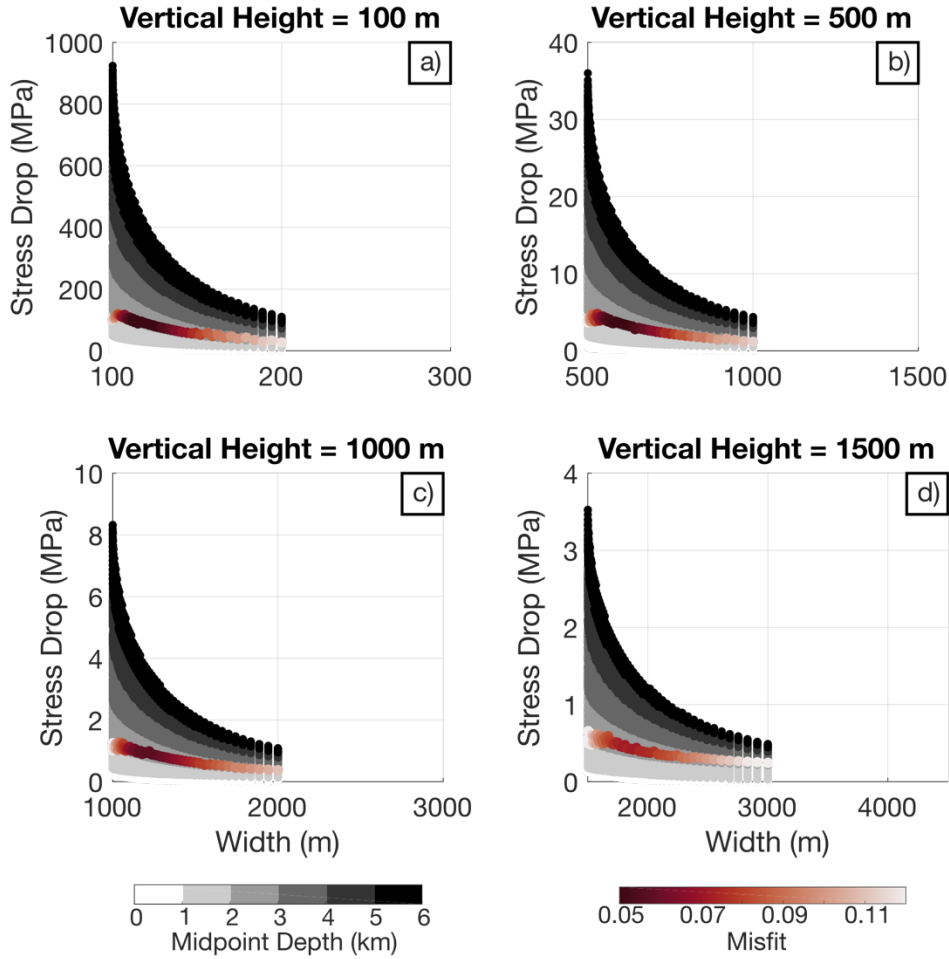 Vertical Height = 100 m
a)
Stress Drop (MPa)
1000
800
600
400
200
0
100
200
300
Vertical Height = 500 m
b)
Stress Drop (MPa)
40
30
20
10
0
500
1000
1500
Vertical Height = 1000 m
c)
Stress Drop (MPa)
10
8
6
4
2
0
1000
2000
3000
Width (m)
Vertical Height = 1500 m
d)
Stress Drop (MPa)
4
3
2
1
0
2000
3000
4000
Width (m)
0 1 2 3 4 5 6
Midpoint Depth (km)
0.05 0.07 0.09 0.11
Misfit